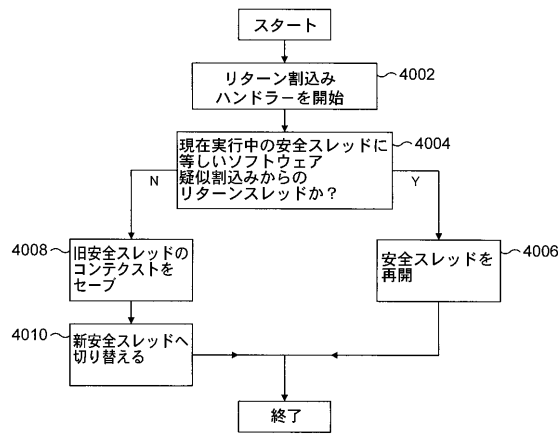 スタート
リターン割込み
ハンドラーを開始
4002
現在実行中の安全スレッドに
等しいソフトウェア
疑似割込みからの
リターンスレッドか？
4004
N
Y
4008
旧安全スレッドの
コンテクストを
セーブ
安全スレッドを
再開
4006
4010
新安全スレッドへ
切り替える
終了